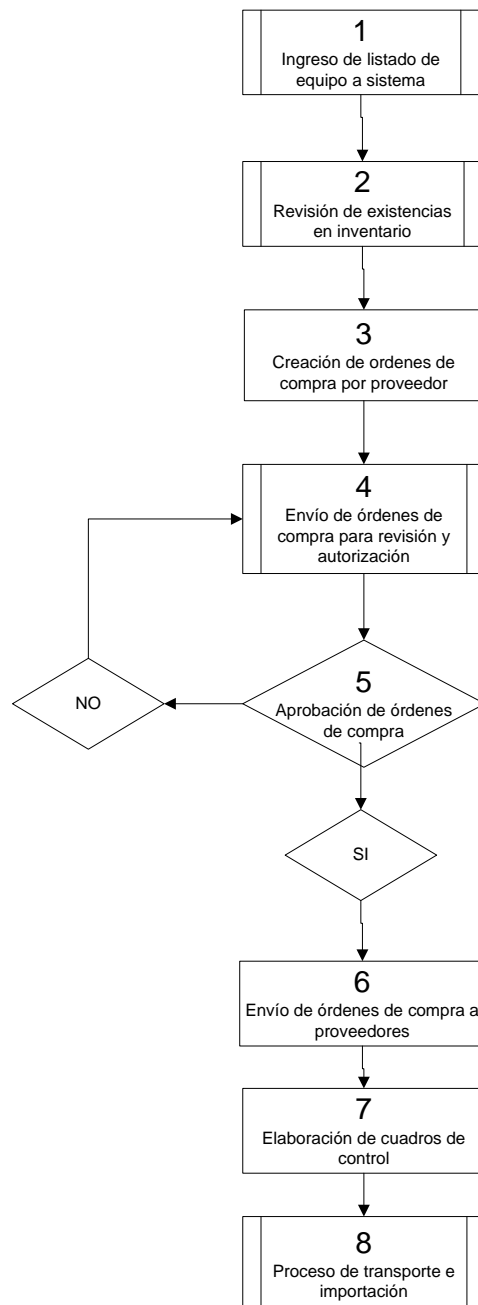 1
Ingreso de listado de
equipo a sistema
2
Revisión de existencias
en inventario
3
Creación de ordenes de
compra por proveedor
4
Envío de órdenes de
compra para revisión y
autorización
5
Aprobación de órdenes
de compra
NO
SI
6
Envío de órdenes de compra a
proveedores
7
Elaboración de cuadros de
control
8
Proceso de transporte e
importación